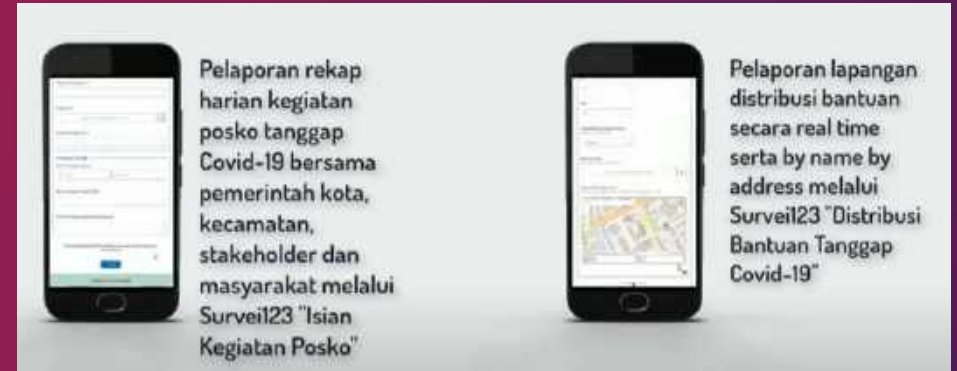 Pelaporan rekap
harian kegiatan
posko tanggap
Covid-19 bersama
pemerintah kota,
kecamatan,
stakeholder dan
masyarakat melalui
Survei123 "Isian
Kegiatan Posko"
Pelaporan lapangan
distribusi bantuan
secara real time
serta by name by
address melalui
Survei123 "Distribusi
Bantuan Tanggap
Covid-19"